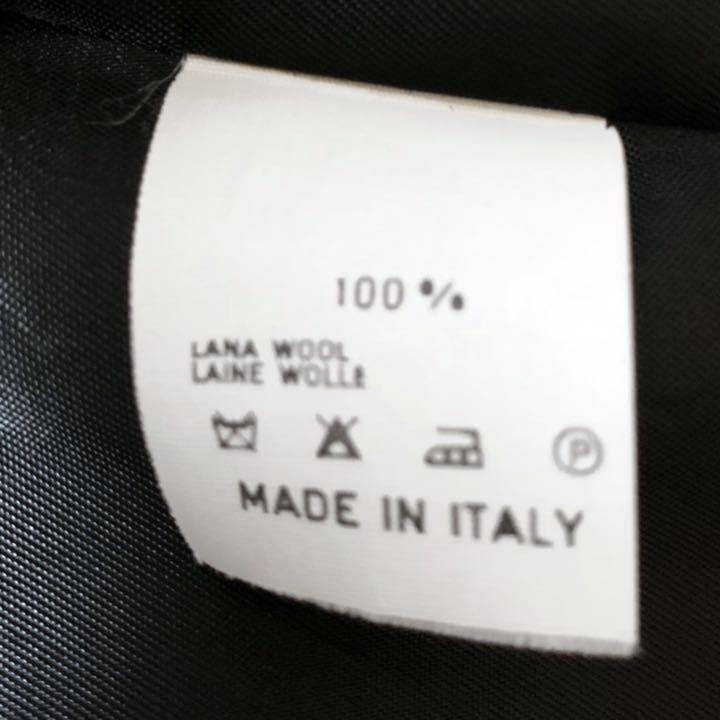 100%
LANA WOOL
LAINE WOLLE
P
MADE IN ITALY